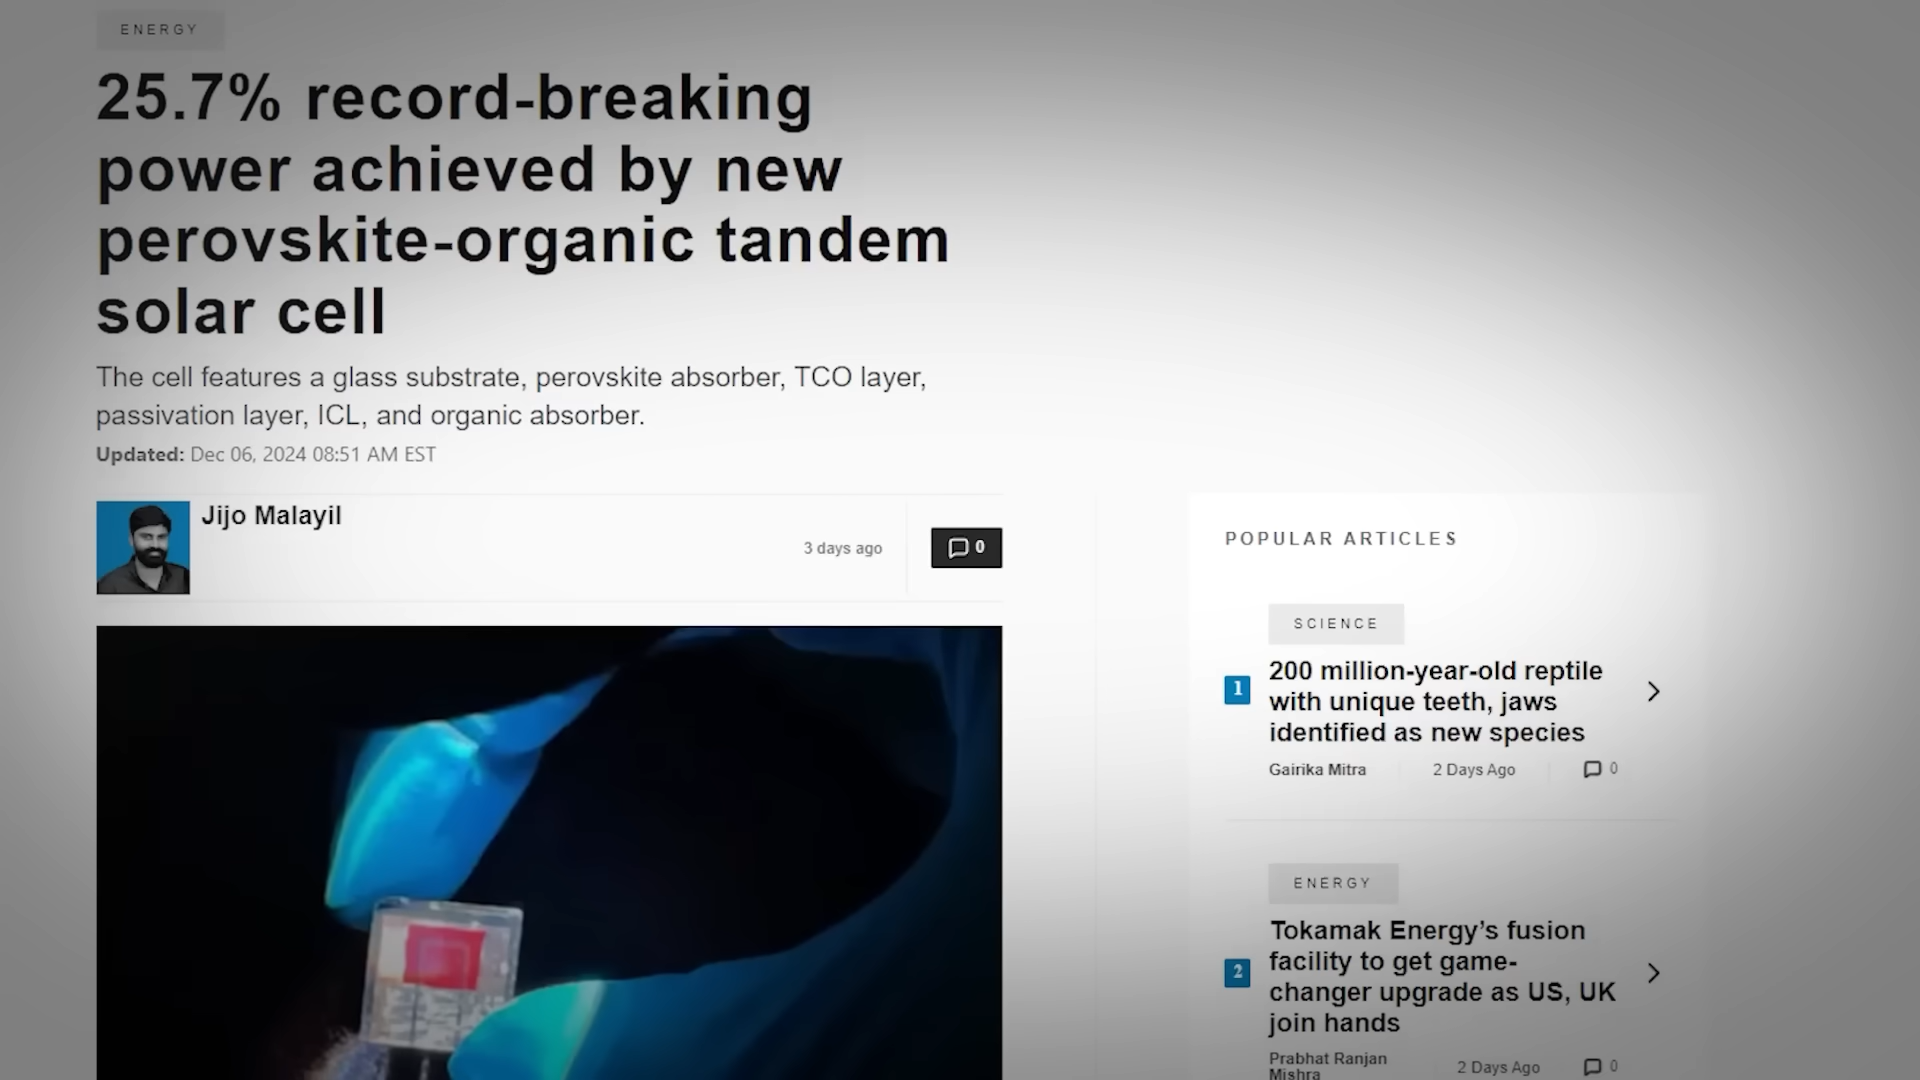 ENERGY
25.7% record-breaking
power achieved by new
perovskite-organic tandem
solar cell
The cell features a glass substrate, perovskite absorber, TCO layer,
passivation layer, ICL, and organic absorber.
Updated: Dec 06, 2024 08:51 AM EST
Jijo Malayil
3 days ago
0
POPULAR ARTICLES
SCIENCE
1
200 million-year-old reptile
with unique teeth, jaws
identified as new species
Gairika Mitra
2 Days Ago
0
ENERGY
2
Tokamak Energy’s fusion
facility to get game-
changer upgrade as US, UK
join hands
Prabhat Ranjan
Mishra
2 Days Ago
0